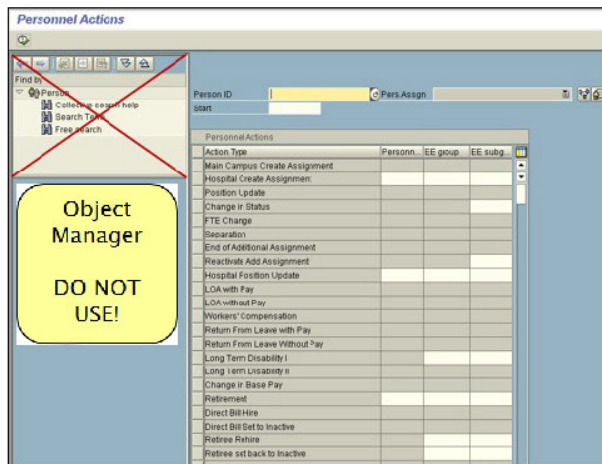 Personnel Actions
Find by
Person
Collective search help
Search Term
Free search
Object
Manager
DO NOT
USE!
Person ID
Pers.Assgn
Start
Personnel Actions
Action Type Personn... EE group EE subg...
Main Campus Create Assignment
Hospital Create Assignment
Position Update
Change in Status
FTE Change
Separation
End of Additional Assignment
Reactivate Add Assignment
Hospital Position Update
LOA with Pay
LOA without Pay
Workers' Compensation
Return From Leave with Pay
Return From Leave Without Pay
Long Term Disability I
Long Term Disability II
Change in Base Pay
Retirement
Direct Bill Hire
Direct Bill Set to Inactive
Retiree Rehire
Retiree set back to Inactive